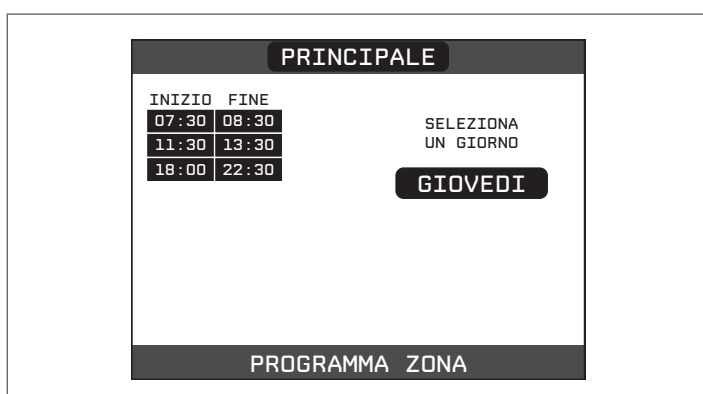 PRINCIPALE
INIZIO FINE
07:30 08:30
11:30 13:30
18:00 22:30
SELEZIONA
UN GIORNO
GIOVEDI
PROGRAMMA ZONA